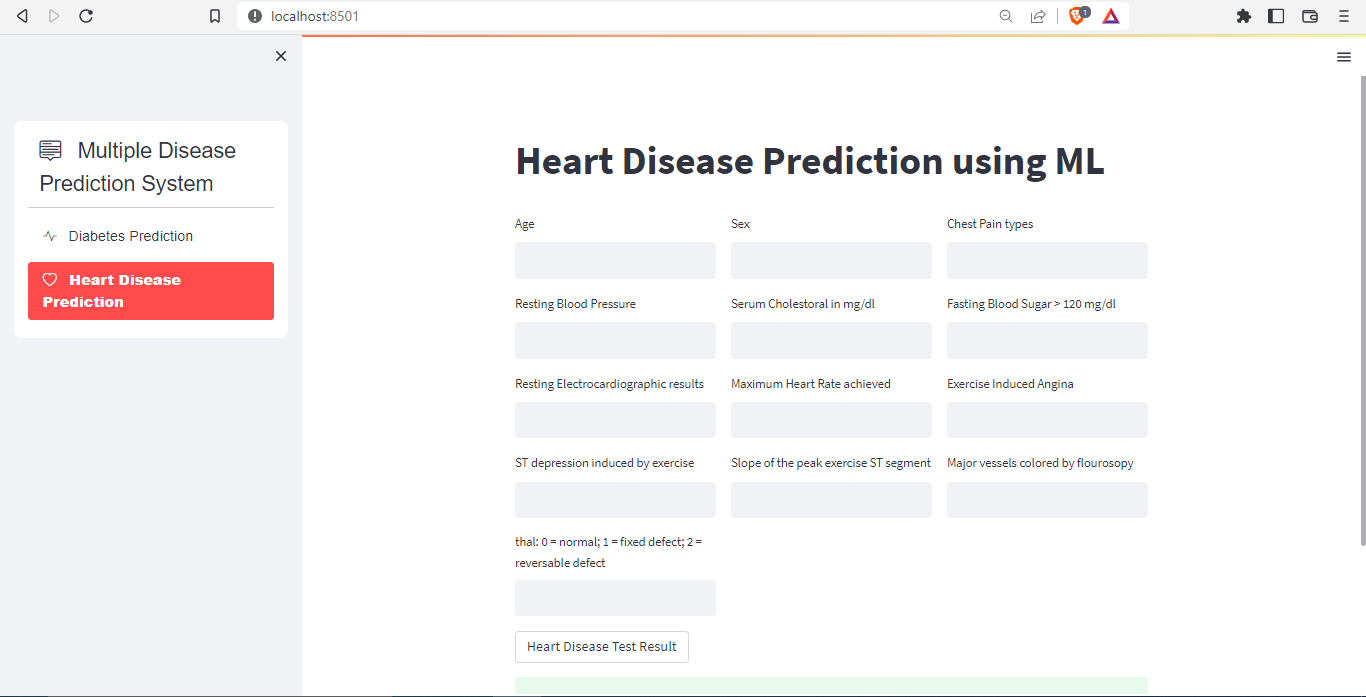 localhost:8501
1
Multiple Disease
Prediction System
Diabetes Prediction
Heart Disease
Prediction
Heart Disease Prediction using ML
Age
Sex
Chest Pain types
Resting Blood Pressure
Serum Cholestoral in mg/dl
Fasting Blood Sugar > 120 mg/dl
Resting Electrocardiographic results
Maximum Heart Rate achieved
Exercise Induced Angina
ST depression induced by exercise
Slope of the peak exercise ST segment
Major vessels colored by flourosopy
thal: 0 = normal; 1 = fixed defect; 2 =
reversable defect
Heart Disease Test Result